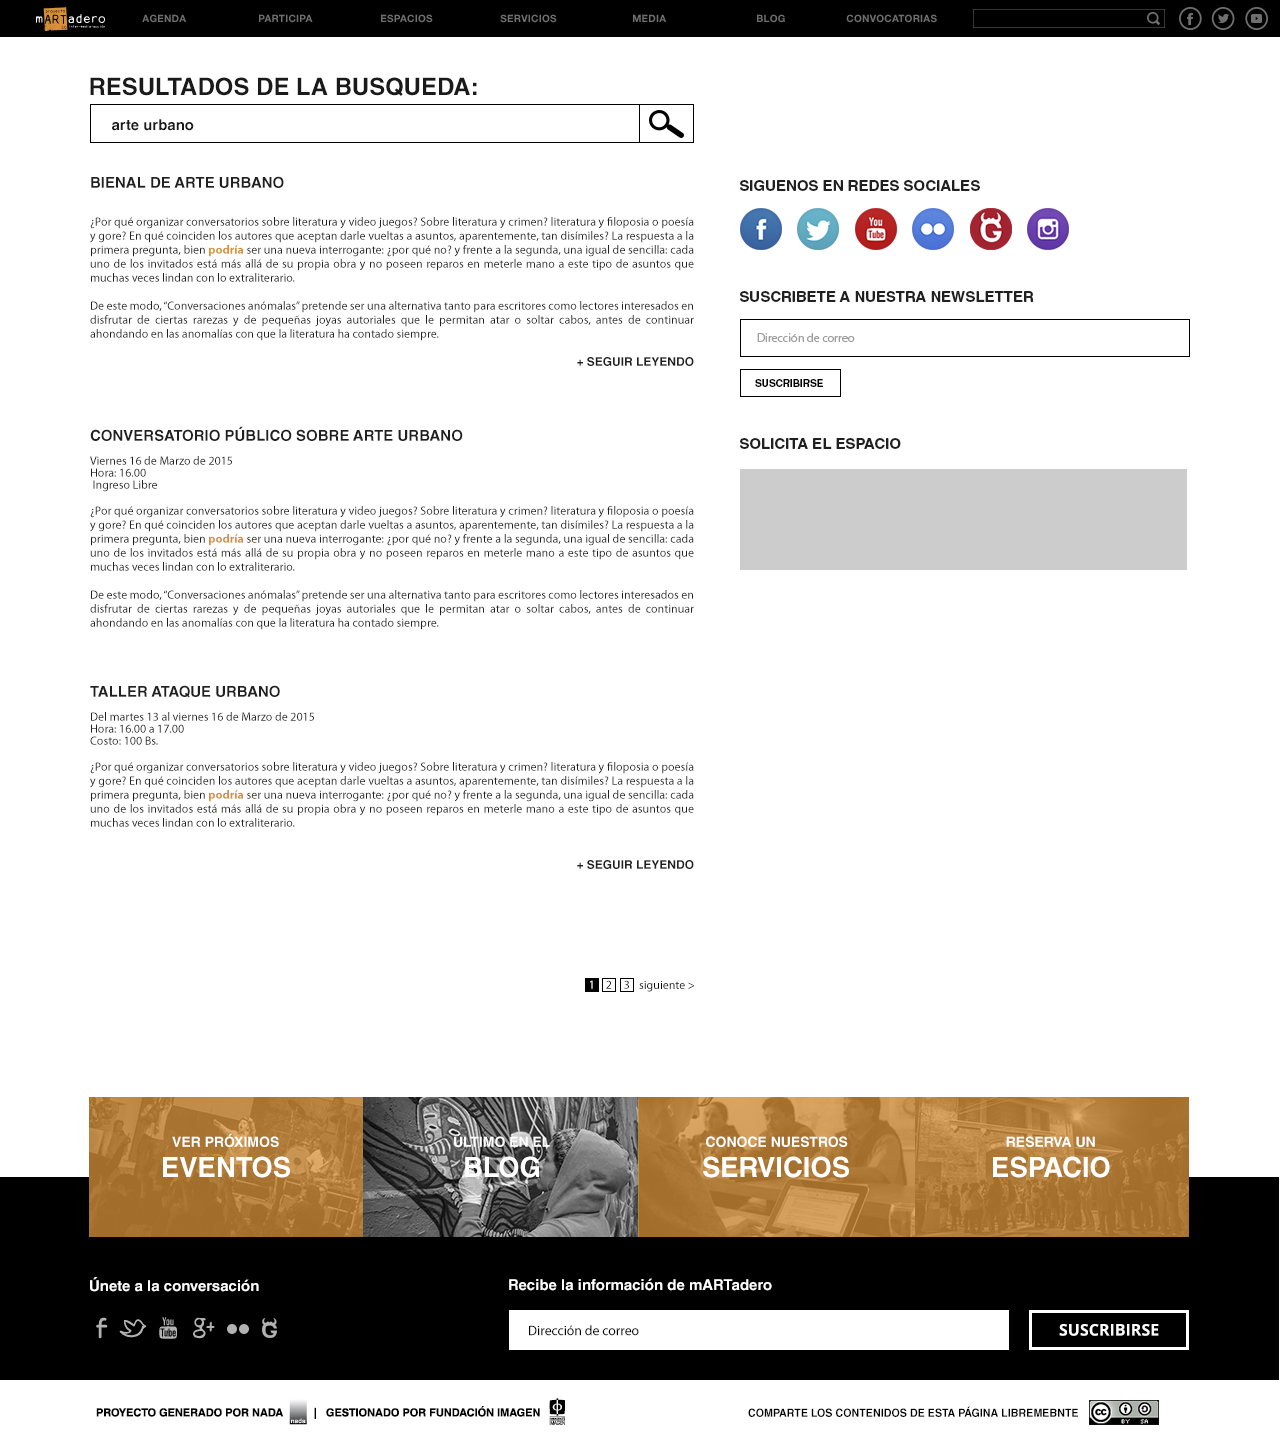 proyecto
mARTadero
AGENDA
PARTICIPA
ESPACIOS
SERVICIOS
MEDIA
BLOG
CONVOCATORIAS
RESULTADOS DE LA BUSQUEDA:
arte urbano
BIENAL DE ARTE URBANO
¿Por qué organizar conversatorios sobre literatura y video juegos? Sobre literatura y crimen? literatura y filoposia o poesía
y gore? En qué coinciden los autores que aceptan darle vueltas a asuntos, aparentemente, tan disímiles? La respuesta a la
primera pregunta, bien podría ser una nueva interrogante: ¿por qué no? y frente a la segunda, una igual de sencilla: cada
uno de los invitados está más allá de su propia obra y no poseen reparos en meterle mano a este tipo de asuntos que
muchas veces lindan con lo extraliterario.
De este modo, “Conversaciones anómalas” pretende ser una alternativa tanto para escritores como lectores interesados en
disfrutar de ciertas rarezas y de pequeñas joyas autoriales que le permitan atar o soltar cabos, antes de continuar
ahondando en las anomalías con que la literatura ha contado siempre.
+ SEGUIR LEYENDO
CONVERSATORIO PÚBLICO SOBRE ARTE URBANO
Viernes 16 de Marzo de 2015
Hora: 16.00
Ingreso Libre
¿Por qué organizar conversatorios sobre literatura y video juegos? Sobre literatura y crimen? literatura y filoposia o poesía
y gore? En qué coinciden los autores que aceptan darle vueltas a asuntos, aparentemente, tan disímiles? La respuesta a la
primera pregunta, bien podría ser una nueva interrogante: ¿por qué no? y frente a la segunda, una igual de sencilla: cada
uno de los invitados está más allá de su propia obra y no poseen reparos en meterle mano a este tipo de asuntos que
muchas veces lindan con lo extraliterario.
De este modo, “Conversaciones anómalas” pretende ser una alternativa tanto para escritores como lectores interesados en
disfrutar de ciertas rarezas y de pequeñas joyas autoriales que le permitan atar o soltar cabos, antes de continuar
ahondando en las anomalías con que la literatura ha contado siempre.
TALLER ATAQUE URBANO
Del martes 13 al viernes 16 de Marzo de 2015
Hora: 16.00 a 17.00
Costo: 100 Bs.
¿Por qué organizar conversatorios sobre literatura y video juegos? Sobre literatura y crimen? literatura y filoposia o poesía
y gore? En qué coinciden los autores que aceptan darle vueltas a asuntos, aparentemente, tan disímiles? La respuesta a la
primera pregunta, bien podría ser una nueva interrogante: ¿por qué no? y frente a la segunda, una igual de sencilla: cada
uno de los invitados está más allá de su propia obra y no poseen reparos en meterle mano a este tipo de asuntos que
muchas veces lindan con lo extraliterario.
+ SEGUIR LEYENDO
1 2 3 siguiente >
SIGUENOS EN REDES SOCIALES
f
You
Tube
G
SUSCRIBETE A NUESTRA NEWSLETTER
Dirección de correo
SUSCRIBIRSE
SOLICITA EL ESPACIO
VER PRÓXIMOS
EVENTOS
ÚLTIMO EN EL
BLOG
CONOCE NUESTROS
SERVICIOS
RESERVA UN
ESPACIO
Únete a la conversación
f
You
Tube
g+
G
Recibe la información de mARTadero
Dirección de correo
SUSCRIBIRSE
PROYECTO GENERADO POR NADA
nada
| GESTIONADO POR FUNDACIÓN IMAGEN
COMPARTE LOS CONTENIDOS DE ESTA PÁGINA LIBREMEBNTE
cc
BY SA